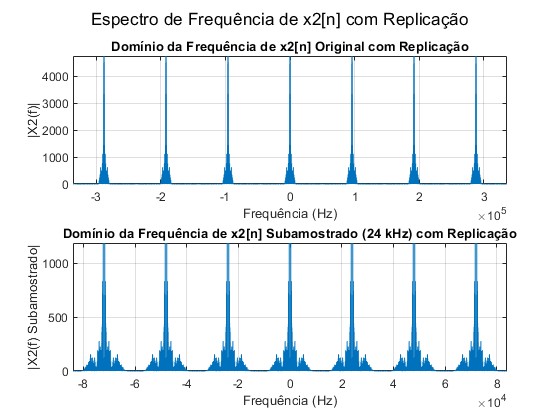 Espectro de Frequência de x2[n] com Replicação
Domínio da Frequência de x2[n] Original com Replicação
|X2(f)|
4000
3000
2000
1000
0
-3 -2 -1 0 1 2 3
Frequência (Hz)
×10^5
Domínio da Frequência de x2[n] Subamostrado (24 kHz) com Replicação
|X2(f) Subamostrado|
1000
500
0
-8 -6 -4 -2 0 2 4 6 8
Frequência (Hz)
×10^4